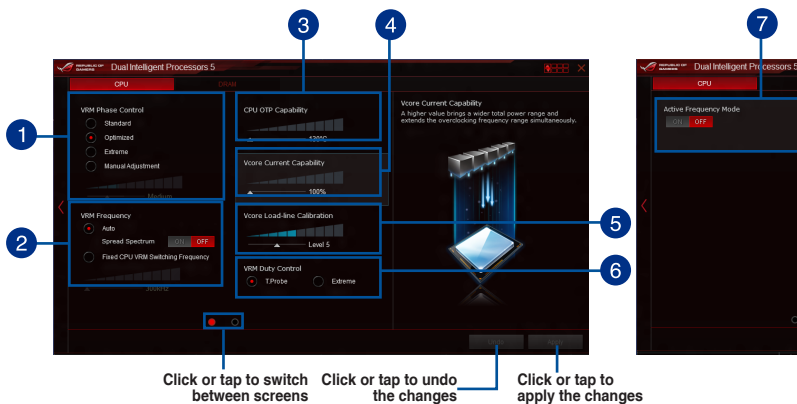 3
4
7
REPUBLIC OF GAMERS Dual Intelligent Processors 5
CPU
DRAM
VRM Phase Control
Standard
Optimized
Extreme
Manual Adjustment
Medium
1
VRM Frequency
Auto
Spread Spectrum ON OFF
Fixed CPU VRM Switching Frequency
300KHz
2
CPU OTP Capability
130°C
Vcore Current Capability
100%
Vcore Load-line Calibration
Level 5
VRM Duty Control
T.Probe Extreme
Vcore Current Capability
A higher value brings a wider total power range and
extends the overclocking frequency range simultaneously.
5
6
Undo
Apply
REPUBLIC OF GAMERS Dual Intelligent Processors 5
CPU
Active Frequency Mode
ON OFF
Click or tap to switch
between screens
Click or tap to undo
the changes
Click or tap to
apply the changes